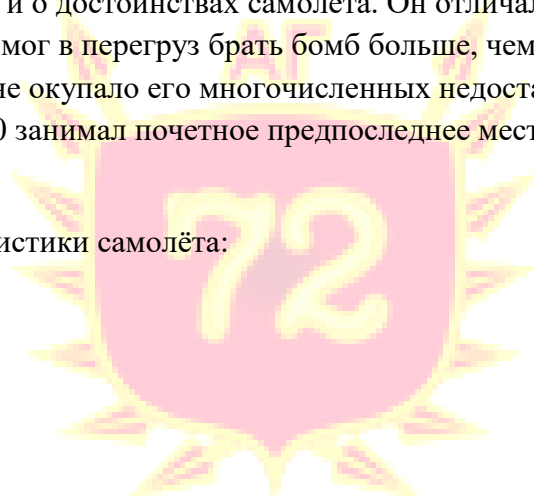 и о достоинствах самолета. Он отличал
мог в перегруз брать бомб больше, чем
не окупало его многочисленных недоста
0 занимал почетное предпоследнее мест
истики самолёта:
АГ
72